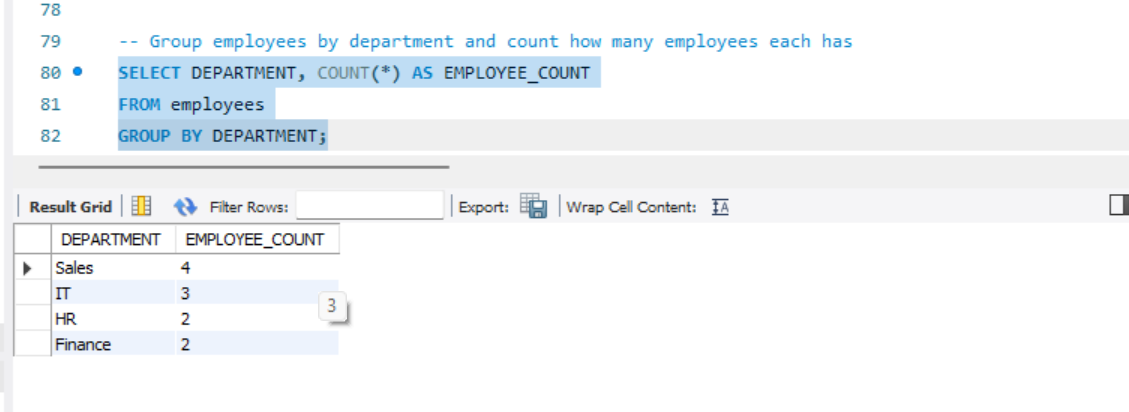 78
79 -- Group employees by department and count how many employees each has
80 SELECT DEPARTMENT, COUNT(*) AS EMPLOYEE_COUNT
81 FROM employees
82 GROUP BY DEPARTMENT;
Result Grid Filter Rows: Export: Wrap Cell Content: IA
DEPARTMENT EMPLOYEE_COUNT
Sales 4
IT 3
3
HR 2
Finance 2